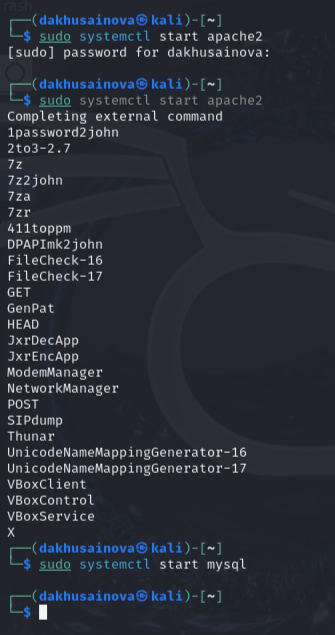 ┌──(dakhusainova㉿kali)-[~]
└─$ sudo systemctl start apache2
[sudo] password for dakhusainova:
┌──(dakhusainova㉿kali)-[~]
└─$ sudo systemctl start apache2
Completing external command
1password2john
2to3-2.7
7z
7z2john
7za
7zr
411toppm
DPAPImk2john
FileCheck-16
FileCheck-17
GET
GenPat
HEAD
JxrDecApp
JxrEncApp
ModemManager
NetworkManager
POST
SIPdump
Thunar
UnicodeNameMappingGenerator-16
UnicodeNameMappingGenerator-17
VBoxClient
VBoxControl
VBoxService
X
┌──(dakhusainova㉿kali)-[~]
└─$ sudo systemctl start mysql
┌──(dakhusainova㉿kali)-[~]
└─$